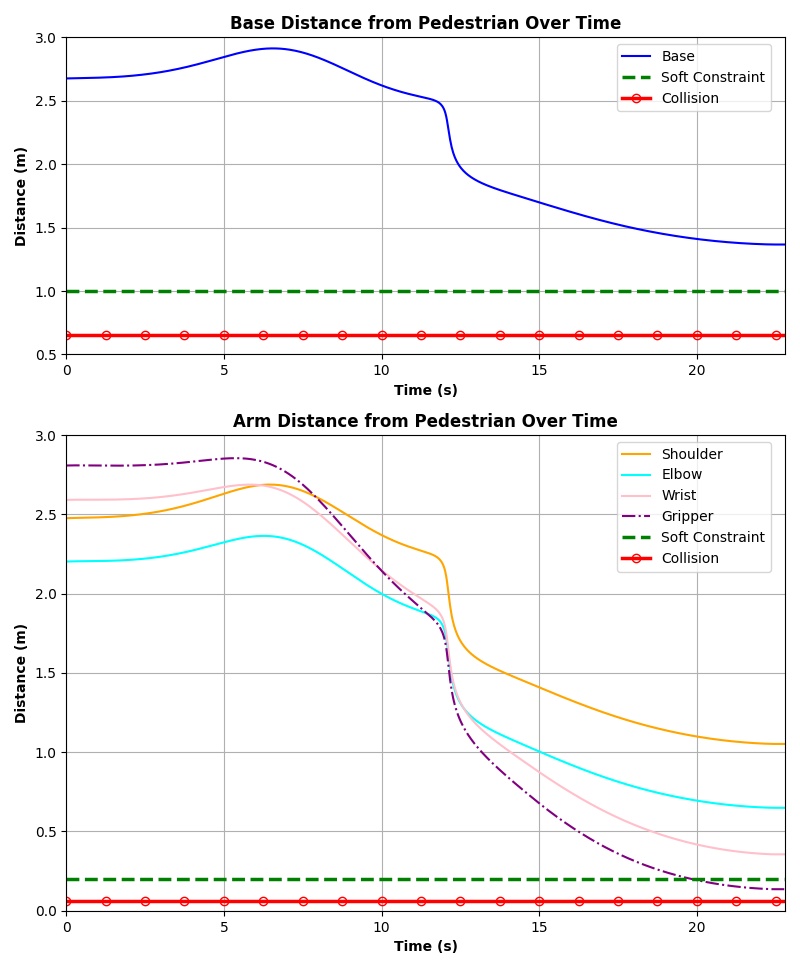 Base Distance from Pedestrian Over Time
3.0
2.5
2.0
1.5
1.0
0.5
Distance (m)
Base
Soft Constraint
Collision
0 5 10 15 20
Time (s)
Arm Distance from Pedestrian Over Time
3.0
2.5
2.0
1.5
1.0
0.5
0.0
Distance (m)
Shoulder
Elbow
Wrist
Gripper
Soft Constraint
Collision
0 5 10 15 20
Time (s)